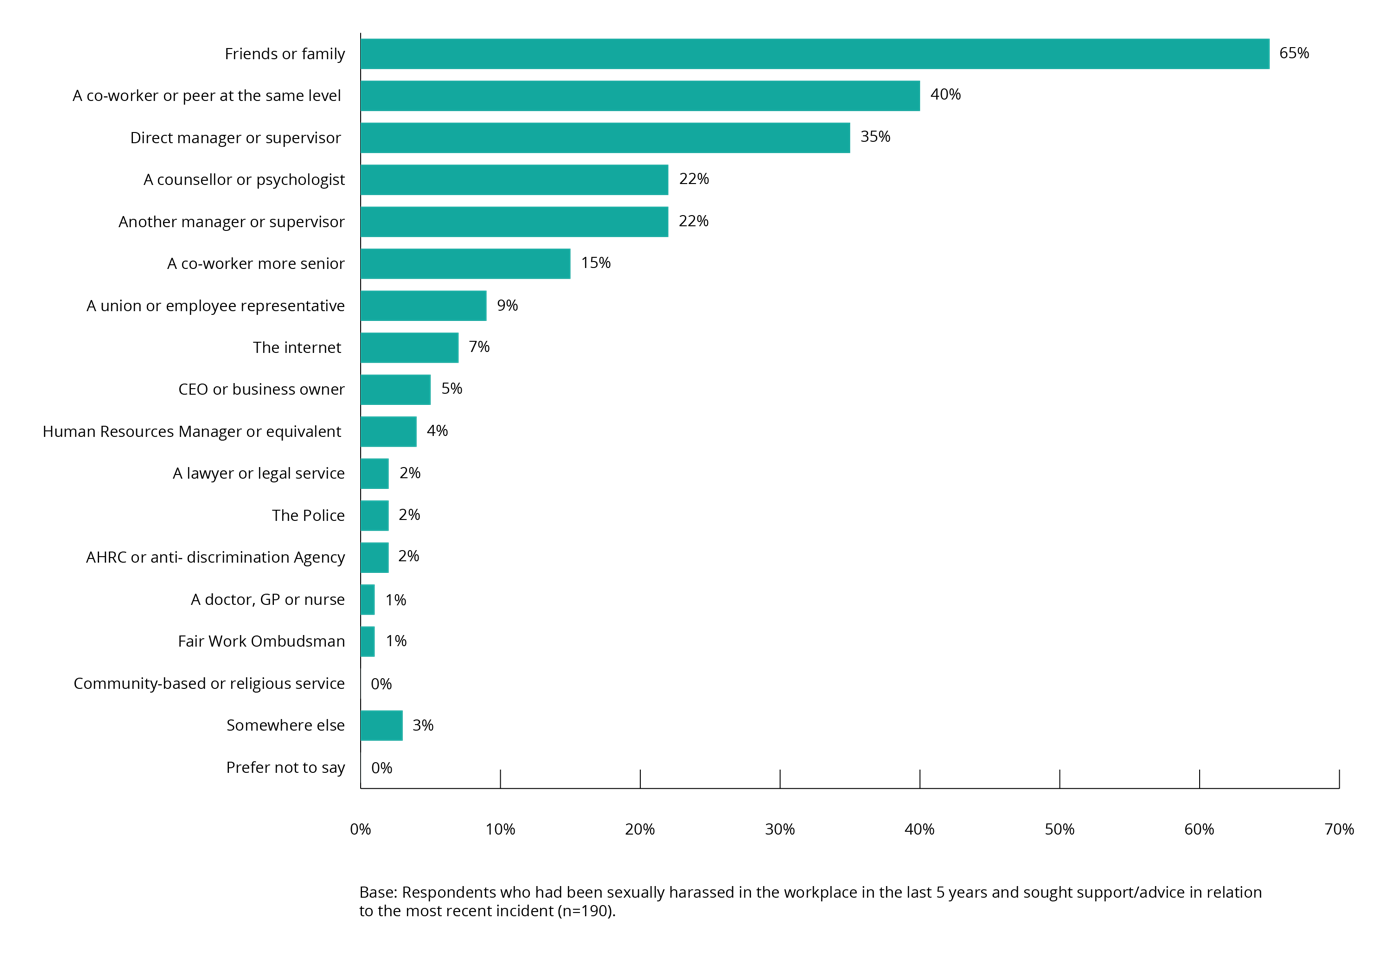 Friends or family 65%
A co-worker or peer at the same level 40%
Direct manager or supervisor 35%
A counsellor or psychologist 22%
Another manager or supervisor 22%
A co-worker more senior 15%
A union or employee representative 9%
The internet 7%
CEO or business owner 5%
Human Resources Manager or equivalent 4%
A lawyer or legal service 2%
The Police 2%
AHRC or anti- discrimination Agency 2%
A doctor, GP or nurse 1%
Fair Work Ombudsman 1%
Community-based or religious service 0%
Somewhere else 3%
Prefer not to say 0%
0% 10% 20% 30% 40% 50% 60% 70%
Base: Respondents who had been sexually harassed in the workplace in the last 5 years and sought support/advice in relation
to the most recent incident (n=190).